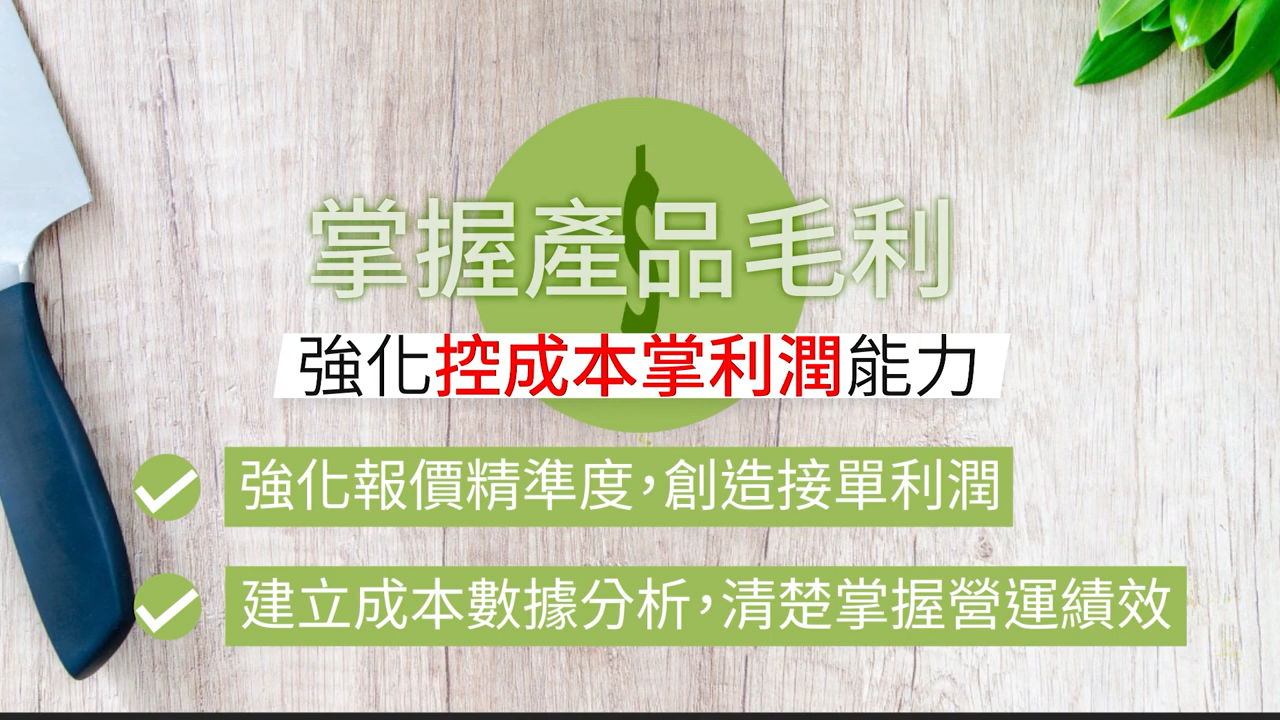 掌握產品毛利
強化控成本掌利潤能力
強化報價精準度，創造接單利潤
建立成本數據分析，清楚掌握營運績效